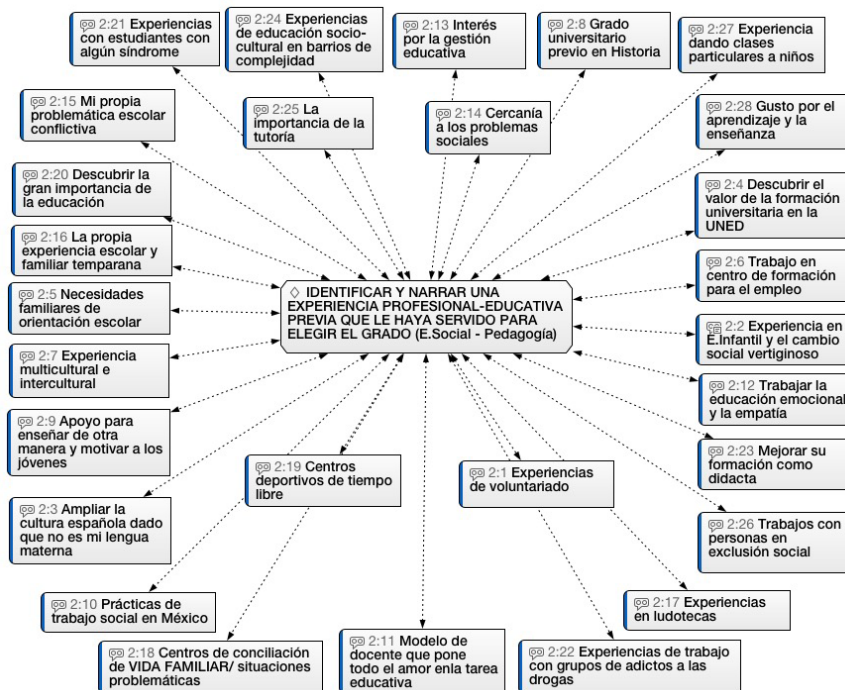 2:21 Experiencias
con estudiantes con
algún síndrome
2:24 Experiencias
de educación socio-
cultural en barrios de
complejidad
2:13 Interés
por la gestión
educativa
2:8 Grado
universitario
previo en Historia
2:27 Experiencia
dando clases
particulares a niños
2:15 Mi propia
problemática escolar
conflictiva
2:25 La
importancia de la
tutoría
2:14 Cercanía
a los problemas
sociales
2:28 Gusto por el
aprendizaje y la
enseñanza
2:20 Descubrir la
gran importancia de
la educación
2:4 Descubrir el
valor de la formación
universitaria en la
UNED
2:16 La propia
experiencia escolar y
familiar temparana
2:6 Trabajo en
centro de formación
para el empleo
2:5 Necesidades
familiares de
orientación escolar
◇ IDENTIFICAR Y NARRAR UNA
EXPERIENCIA PROFESIONAL-EDUCATIVA
PREVIA QUE LE HAYA SERVIDO PARA
ELEGIR EL GRADO (E.Social - Pedagogía)
2:2 Experiencia en
E.Infantil y el cambio
social vertiginoso
2:7 Experiencia
multicultural e
intercultural
2:12 Trabajar la
educación emocional
y la empatía
2:9 Apoyo para
enseñar de otra
manera y motivar a los
jóvenes
2:19 Centros
deportivos de tiempo
libre
2:1 Experiencias
de voluntariado
2:23 Mejorar su
formación como
didacta
2:3 Ampliar la
cultura española dado
que no es mi lengua
materna
2:26 Trabajos con
personas en
exclusión social
2:10 Prácticas de
trabajo social en México
2:17 Experiencias
en ludotecas
2:18 Centros de conciliación
de VIDA FAMILIAR/ situaciones
problemáticas
2:11 Modelo de
docente que pone
todo el amor enla tarea
educativa
2:22 Experiencias de trabajo
con grupos de adictos a las
drogas